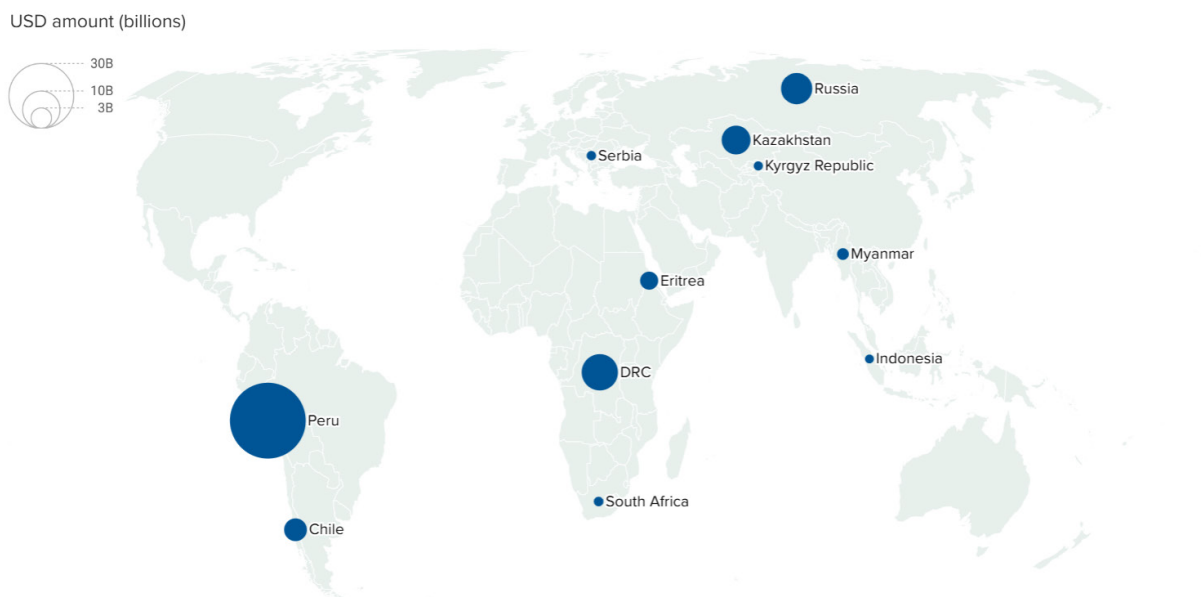 USD amount (billions)
30B
10B
3B
Russia
Kazakhstan
Serbia
Kyrgyz Republic
Myanmar
Eritrea
Indonesia
DRC
Peru
South Africa
Chile